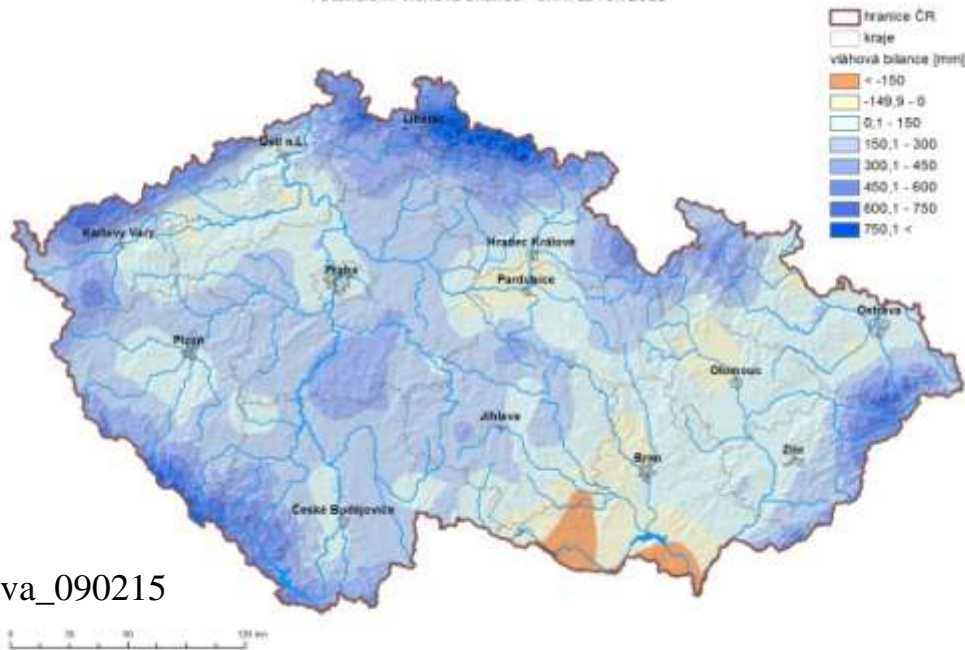 hranice ČR
kraje
vláhová bilance [mm]
< -150
-149,9 - 0
0,1 - 150
150,1 - 300
300,1 - 450
450,1 - 600
600,1 - 750
750,1 <
Liberec
Ústí n.L.
Karlovy Vary
Hradec Králové
Praha
Pardubice
Ostrava
Plzeň
Olomouc
Jihlava
Brno
Zlín
České Budějovice
va_090215